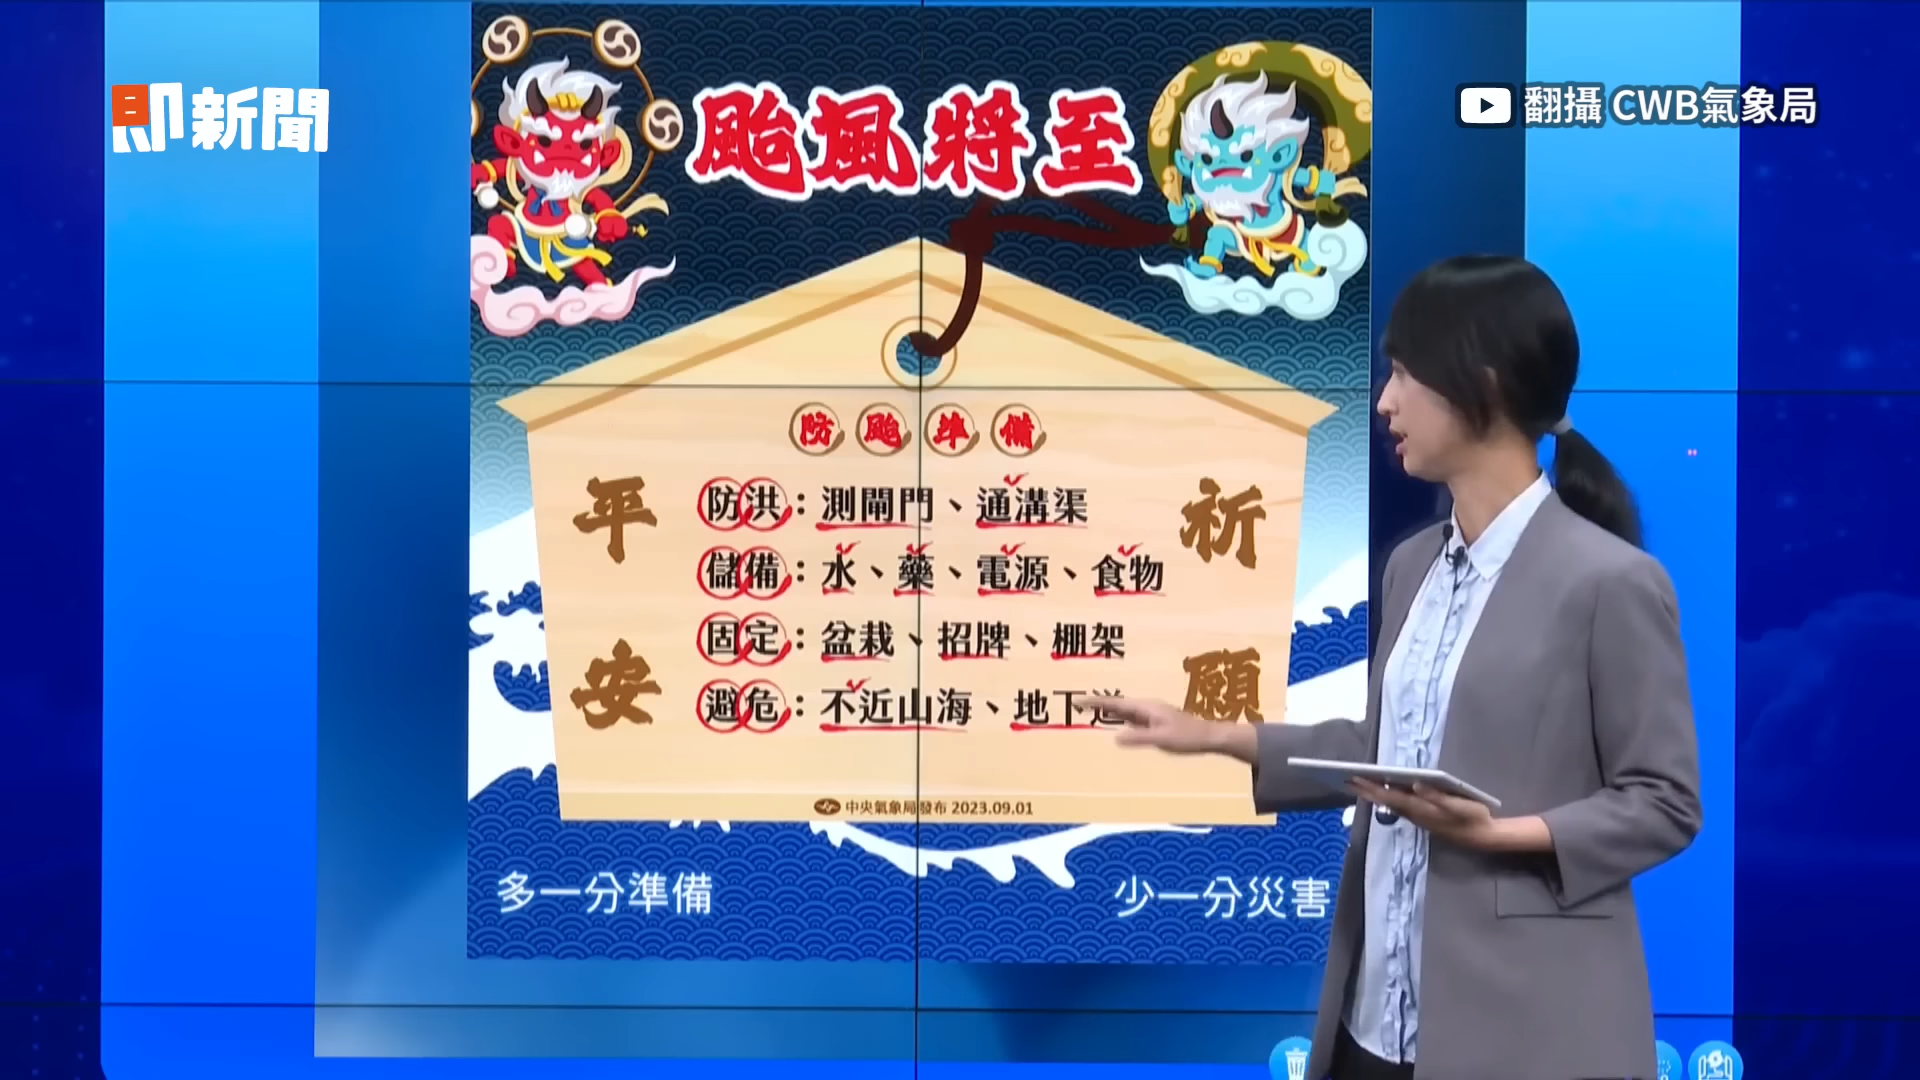 即新聞
翻攝 CWB氣象局
颱風將至
防颱準備
平安
祈願
防洪：測閘門、通溝渠
儲備：水、藥、電源、食物
固定：盆栽、招牌、棚架
避危：不近山海、地下道
中央氣象局發布 2023.09.01
多一分準備
少一分災害